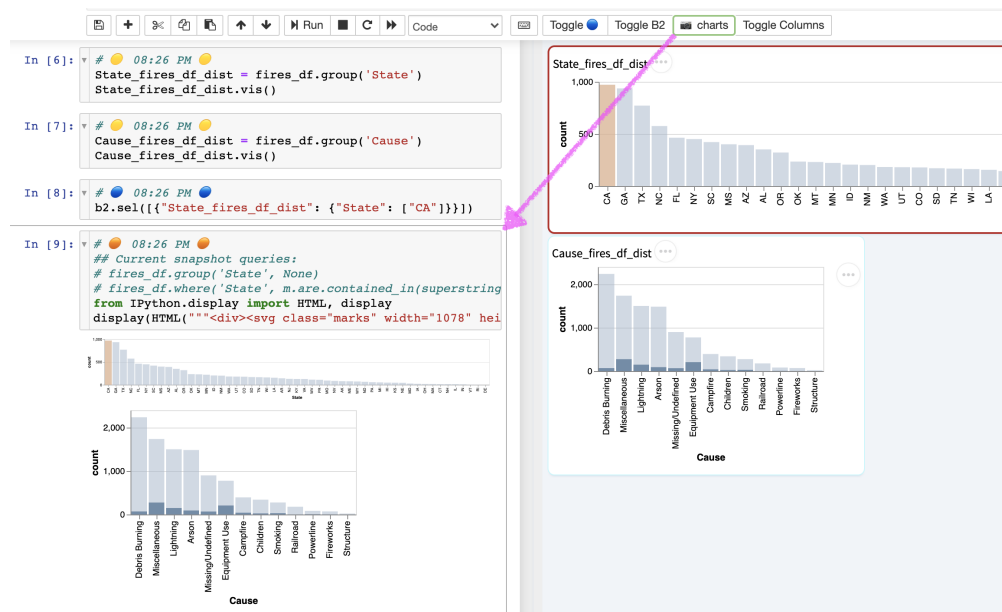 Run
Code
Toggle
Toggle B2
charts
Toggle Columns
In [6]:
# 08:26 PM
State_fires_df_dist = fires_df.group('State')
State_fires_df_dist.vis()
In [7]:
# 08:26 PM
Cause_fires_df_dist = fires_df.group('Cause')
Cause_fires_df_dist.vis()
In [8]:
# 08:26 PM
b2.sel([{"State_fires_df_dist": {"State": ["CA"]}}])
In [9]:
# 08:26 PM
## Current snapshot queries:
# fires_df.group('State', None)
# fires_df.where('State', m.are.contained_in(superstring
from IPython.display import HTML, display
display(HTML("""<div><svg class="marks" width="1078" hei
1,000
500
0
count
State
2,000
1,000
0
count
Debris Burning
Miscellaneous
Lightning
Arson
Missing/Undefined
Equipment Use
Campfire
Children
Smoking
Railroad
Powerline
Fireworks
Structure
Cause
State_fires_df_dist
1,000
500
0
count
CA
GA
TX
NC
FL
NY
SC
MS
AZ
AL
OR
OK
MT
MN
ID
NM
WA
UT
CO
SD
TN
WI
LA
Cause_fires_df_dist
2,000
1,000
0
count
Debris Burning
Miscellaneous
Lightning
Arson
Missing/Undefined
Equipment Use
Campfire
Children
Smoking
Railroad
Powerline
Fireworks
Structure
Cause